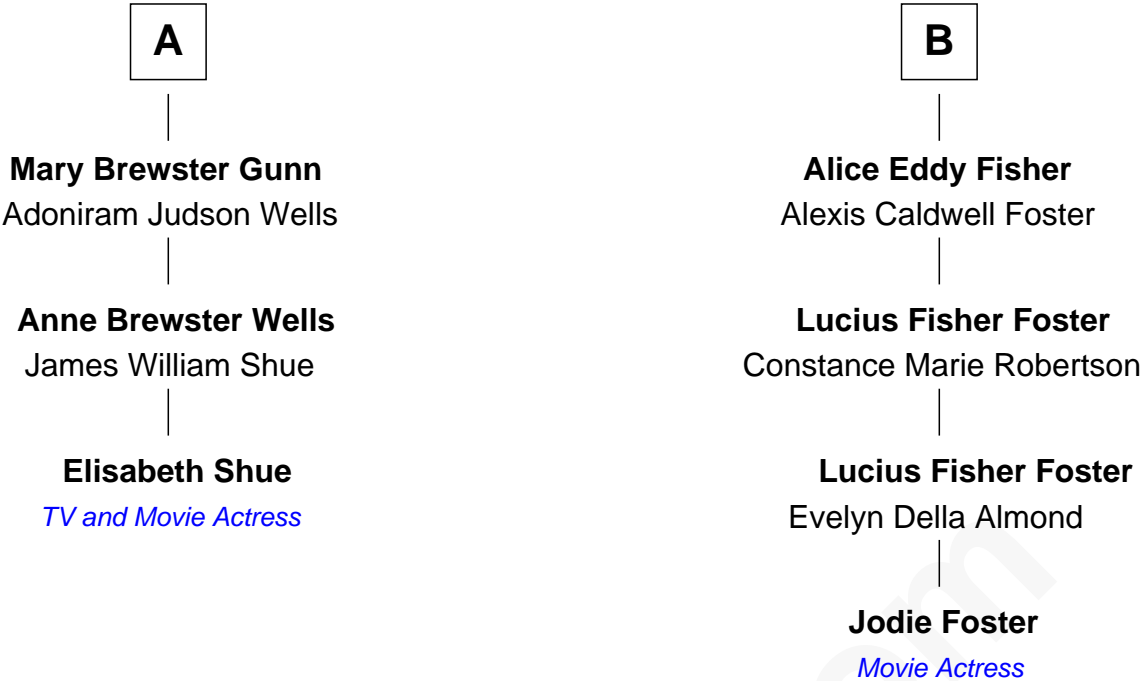 A
Mary Brewster Gunn
Adoniram Judson Wells
Anne Brewster Wells
James William Shue
Elisabeth Shue
TV and Movie Actress
B
Alice Eddy Fisher
Alexis Caldwell Foster
Lucius Fisher Foster
Constance Marie Robertson
Lucius Fisher Foster
Evelyn Della Almond
Jodie Foster
Movie Actress